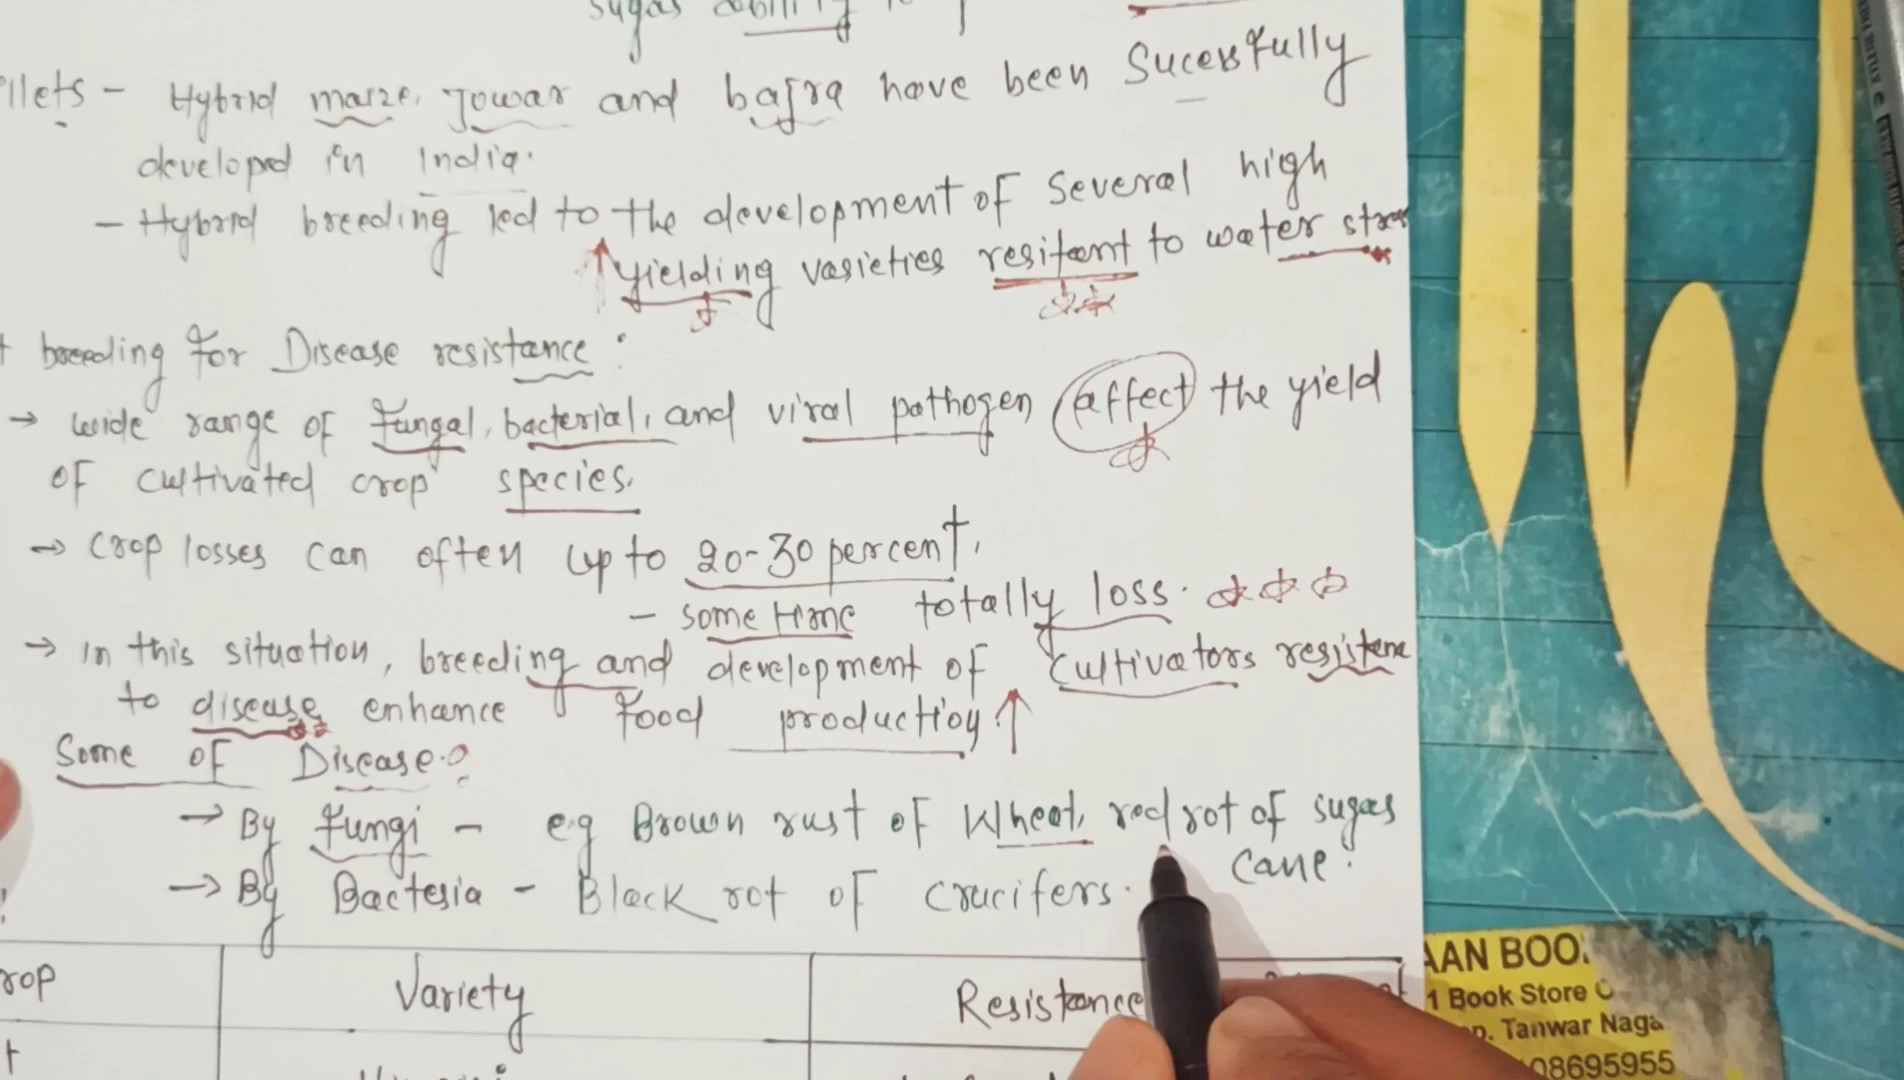 sugar ability
llets - Hybrid maize, Jowar and bajra have been Sucessfully
developed in India.
- Hybrid breeding led to the development of several high
↑yielding varieties resitant to water stress
breeding for Disease resistance:
→ wide range of fungal, bacterial, and viral pathogen affect the yield
of cultivated crop species.
→ Crop losses can often up to 20-30 percent,
- some time totally loss.
→ in this situation, breeding and development of cultivators resistence
to disease enhance food production ↑
Some of Disease:
→ By fungi - e.g Brown rust of Wheat, red rot of sugar
cane.
→ By Bacteria - Black rot of crucifers.
rop Variety Resistance
AAN BOO
1 Book Store
p. Tanwar Naga
08695955